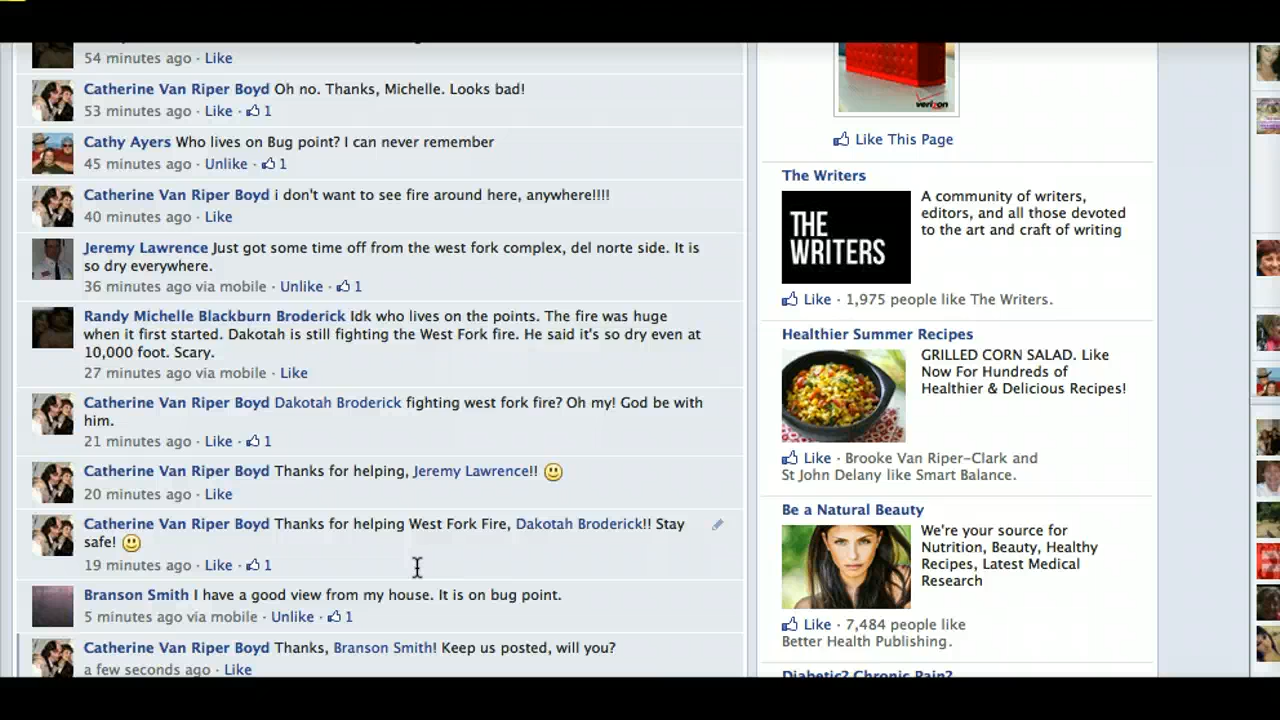 54 minutes ago · Like
Catherine Van Riper Boyd Oh no. Thanks, Michelle. Looks bad!
53 minutes ago · Like · 1
Cathy Ayers Who lives on Bug point? I can never remember
45 minutes ago · Unlike · 1
Catherine Van Riper Boyd i don't want to see fire around here, anywhere!!!!
40 minutes ago · Like
Jeremy Lawrence Just got some time off from the west fork complex, del norte side. It is
so dry everywhere.
36 minutes ago via mobile · Unlike · 1
Randy Michelle Blackburn Broderick Idk who lives on the points. The fire was huge
when it first started. Dakotah is still fighting the West Fork fire. He said it's so dry even at
10,000 foot. Scary.
27 minutes ago via mobile · Like
Catherine Van Riper Boyd Dakotah Broderick fighting west fork fire? Oh my! God be with
him.
21 minutes ago · Like · 1
Catherine Van Riper Boyd Thanks for helping, Jeremy Lawrence!!
20 minutes ago · Like
Catherine Van Riper Boyd Thanks for helping West Fork Fire, Dakotah Broderick!! Stay
safe!
19 minutes ago · Like · 1
Branson Smith I have a good view from my house. It is on bug point.
5 minutes ago via mobile · Unlike · 1
Catherine Van Riper Boyd Thanks, Branson Smith! Keep us posted, will you?
a few seconds ago · Like
verizon
Like This Page
The Writers
THE
WRITERS
A community of writers,
editors, and all those devoted
to the art and craft of writing
Like · 1,975 people like The Writers.
Healthier Summer Recipes
GRILLED CORN SALAD. Like
Now For Hundreds of
Healthier & Delicious Recipes!
Like · Brooke Van Riper-Clark and
St John Delany like Smart Balance.
Be a Natural Beauty
We're your source for
Nutrition, Beauty, Healthy
Recipes, Latest Medical
Research
Like · 7,484 people like
Better Health Publishing.
Diabetic? Chronic Pain?